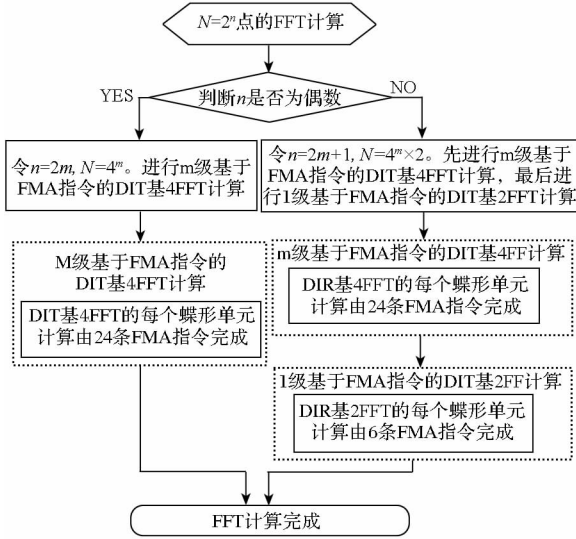 N=2ⁿ点的FFT计算
判断n是否为偶数
YES
NO
令n=2m, N=4ᵐ。进行m级基于
FMA指令的DIT基4FFT计算
令n=2m+1, N=4ᵐ×2。先进行m级基于
FMA指令的DIT基4FFT计算，最后进
行1级基于FMA指令的DIT基2FFT计算
M级基于FMA指令的
DIT基4FFT计算
DIT基4FFT的每个蝶形单元
计算由24条FMA指令完成
m级基于FMA指令的DIT基4FF计算
DIR基4FFT的每个蝶形单元
计算由24条FMA指令完成
1级基于FMA指令的DIT基2FF计算
DIR基2FFT的每个蝶形单元
计算由6条FMA指令完成
FFT计算完成